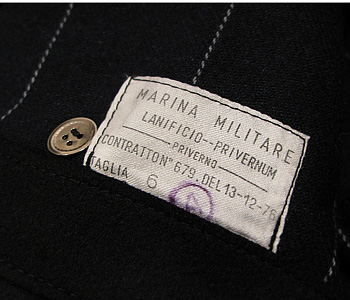 MARINA MILITARE
LANIFICIO--PRIVERNUM
PRIVERNO
CONTRATTO N° 679. DEL 13-12-76
TAGLIA 6
A